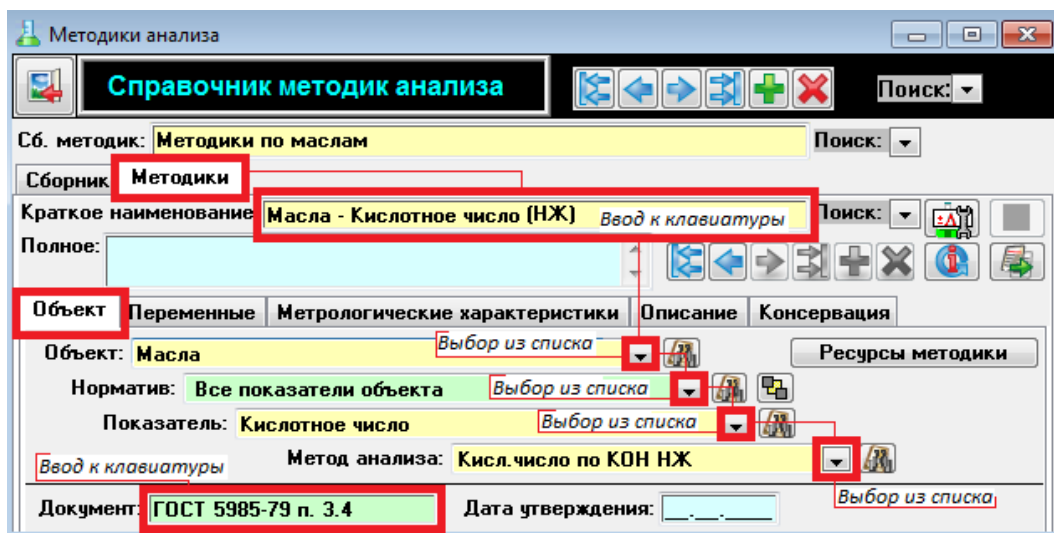 Методики анализа
Справочник методик анализа Поиск:
Сб. методик: Методики по маслам Поиск:
Сборник Методики
Краткое наименование Масла - Кислотное число (НЖ) Ввод к клавиатуры Поиск:
Полное:
Объект Переменные Метрологические характеристики Описание Консервация
Объект: Масла Выбор из списка Ресурсы методики
Норматив: Все показатели объекта Выбор из списка
Показатель: Кислотное число Выбор из списка
Ввод к клавиатуры Метод анализа: Кисл.число по КОН НЖ
Выбор из списка
Документ: ГОСТ 5985-79 п. 3.4 Дата утверждения: __.__.____